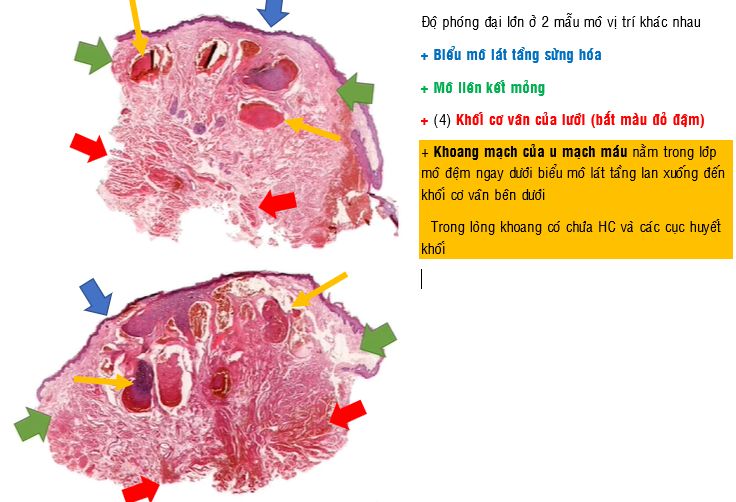 Độ phóng đại lớn ở 2 mẫu mô vị trí khác nhau
+ Biểu mô lát tầng sừng hóa
+ Mô liên kết mỏng
+ (4) Khối cơ vân của lưỡi (bắt màu đỏ đậm)
+ Khoang mạch của u mạch máu nằm trong lớp
mô đệm ngay dưới biểu mô lát tầng lan xuống đến
khối cơ vân bên dưới
Trong lòng khoang có chứa HC và các cục huyết
khối